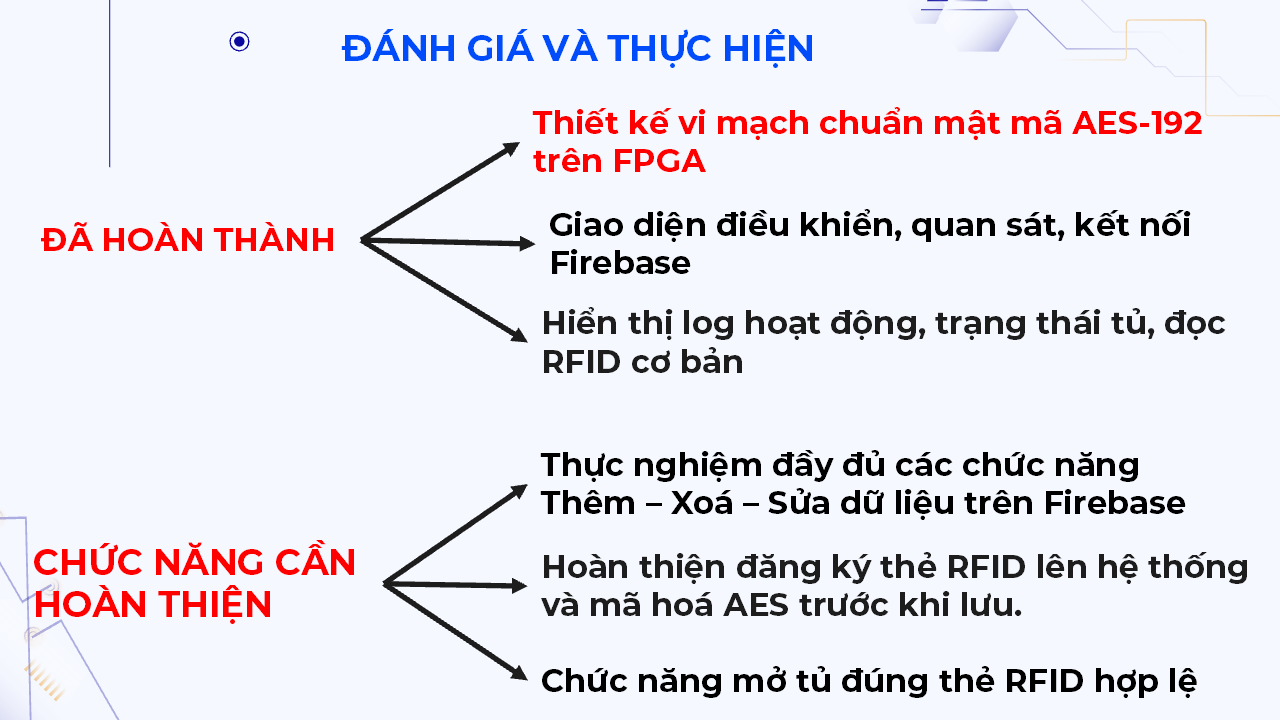 ĐÁNH GIÁ VÀ THỰC HIỆN
ĐÃ HOÀN THÀNH
Thiết kế vi mạch chuẩn mật mã AES-192
trên FPGA
Giao diện điều khiển, quan sát, kết nối
Firebase
Hiển thị log hoạt động, trạng thái tủ, đọc
RFID cơ bản
CHỨC NĂNG CẦN
HOÀN THIỆN
Thực nghiệm đầy đủ các chức năng
Thêm – Xoá – Sửa dữ liệu trên Firebase
Hoàn thiện đăng ký thẻ RFID lên hệ thống
và mã hoá AES trước khi lưu.
Chức năng mở tủ đúng thẻ RFID hợp lệ